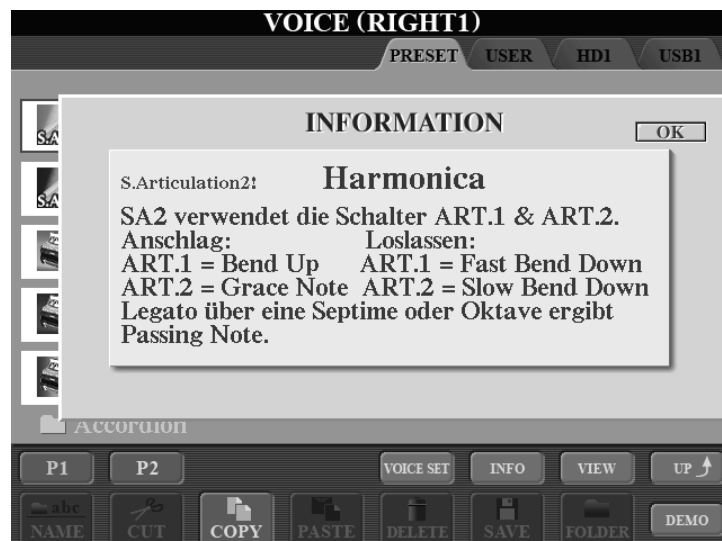 VOICE (RIGHT1)
PRESET USER HD1 USB1
INFORMATION
OK
S.Articulation2! Harmonica
SA2 verwendet die Schalter ART.1 & ART.2.
Anschlag: Loslassen:
ART.1 = Bend Up ART.1 = Fast Bend Down
ART.2 = Grace Note ART.2 = Slow Bend Down
Legato über eine Septime oder Oktave ergibt
Passing Note.
Accordion
P1 P2 VOICE SET INFO VIEW UP
abc
NAME CUT COPY PASTE DELETE SAVE FOLDER DEMO